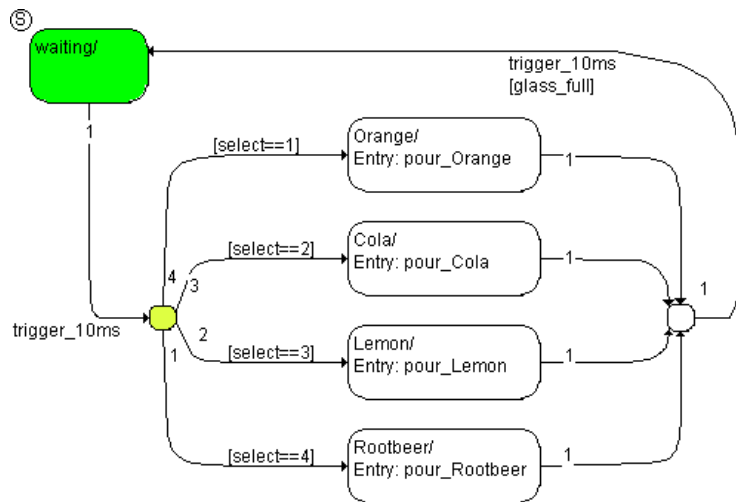 S
waiting/
trigger_10ms
[glass_full]
1
[select==1]
Orange/
Entry: pour_Orange
1
4
[select==2]
Cola/
Entry: pour_Cola
1
3
1
trigger_10ms
2
[select==3]
Lemon/
Entry: pour_Lemon
1
1
[select==4]
Rootbeer/
Entry: pour_Rootbeer
1